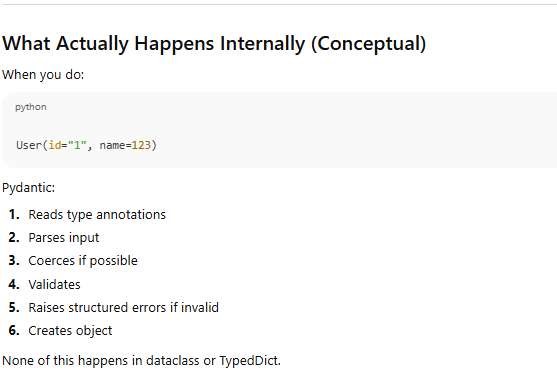 What Actually Happens Internally (Conceptual)
When you do:
python
User(id="1", name=123)
Pydantic:
1. Reads type annotations
2. Parses input
3. Coerces if possible
4. Validates
5. Raises structured errors if invalid
6. Creates object
None of this happens in dataclass or TypedDict.